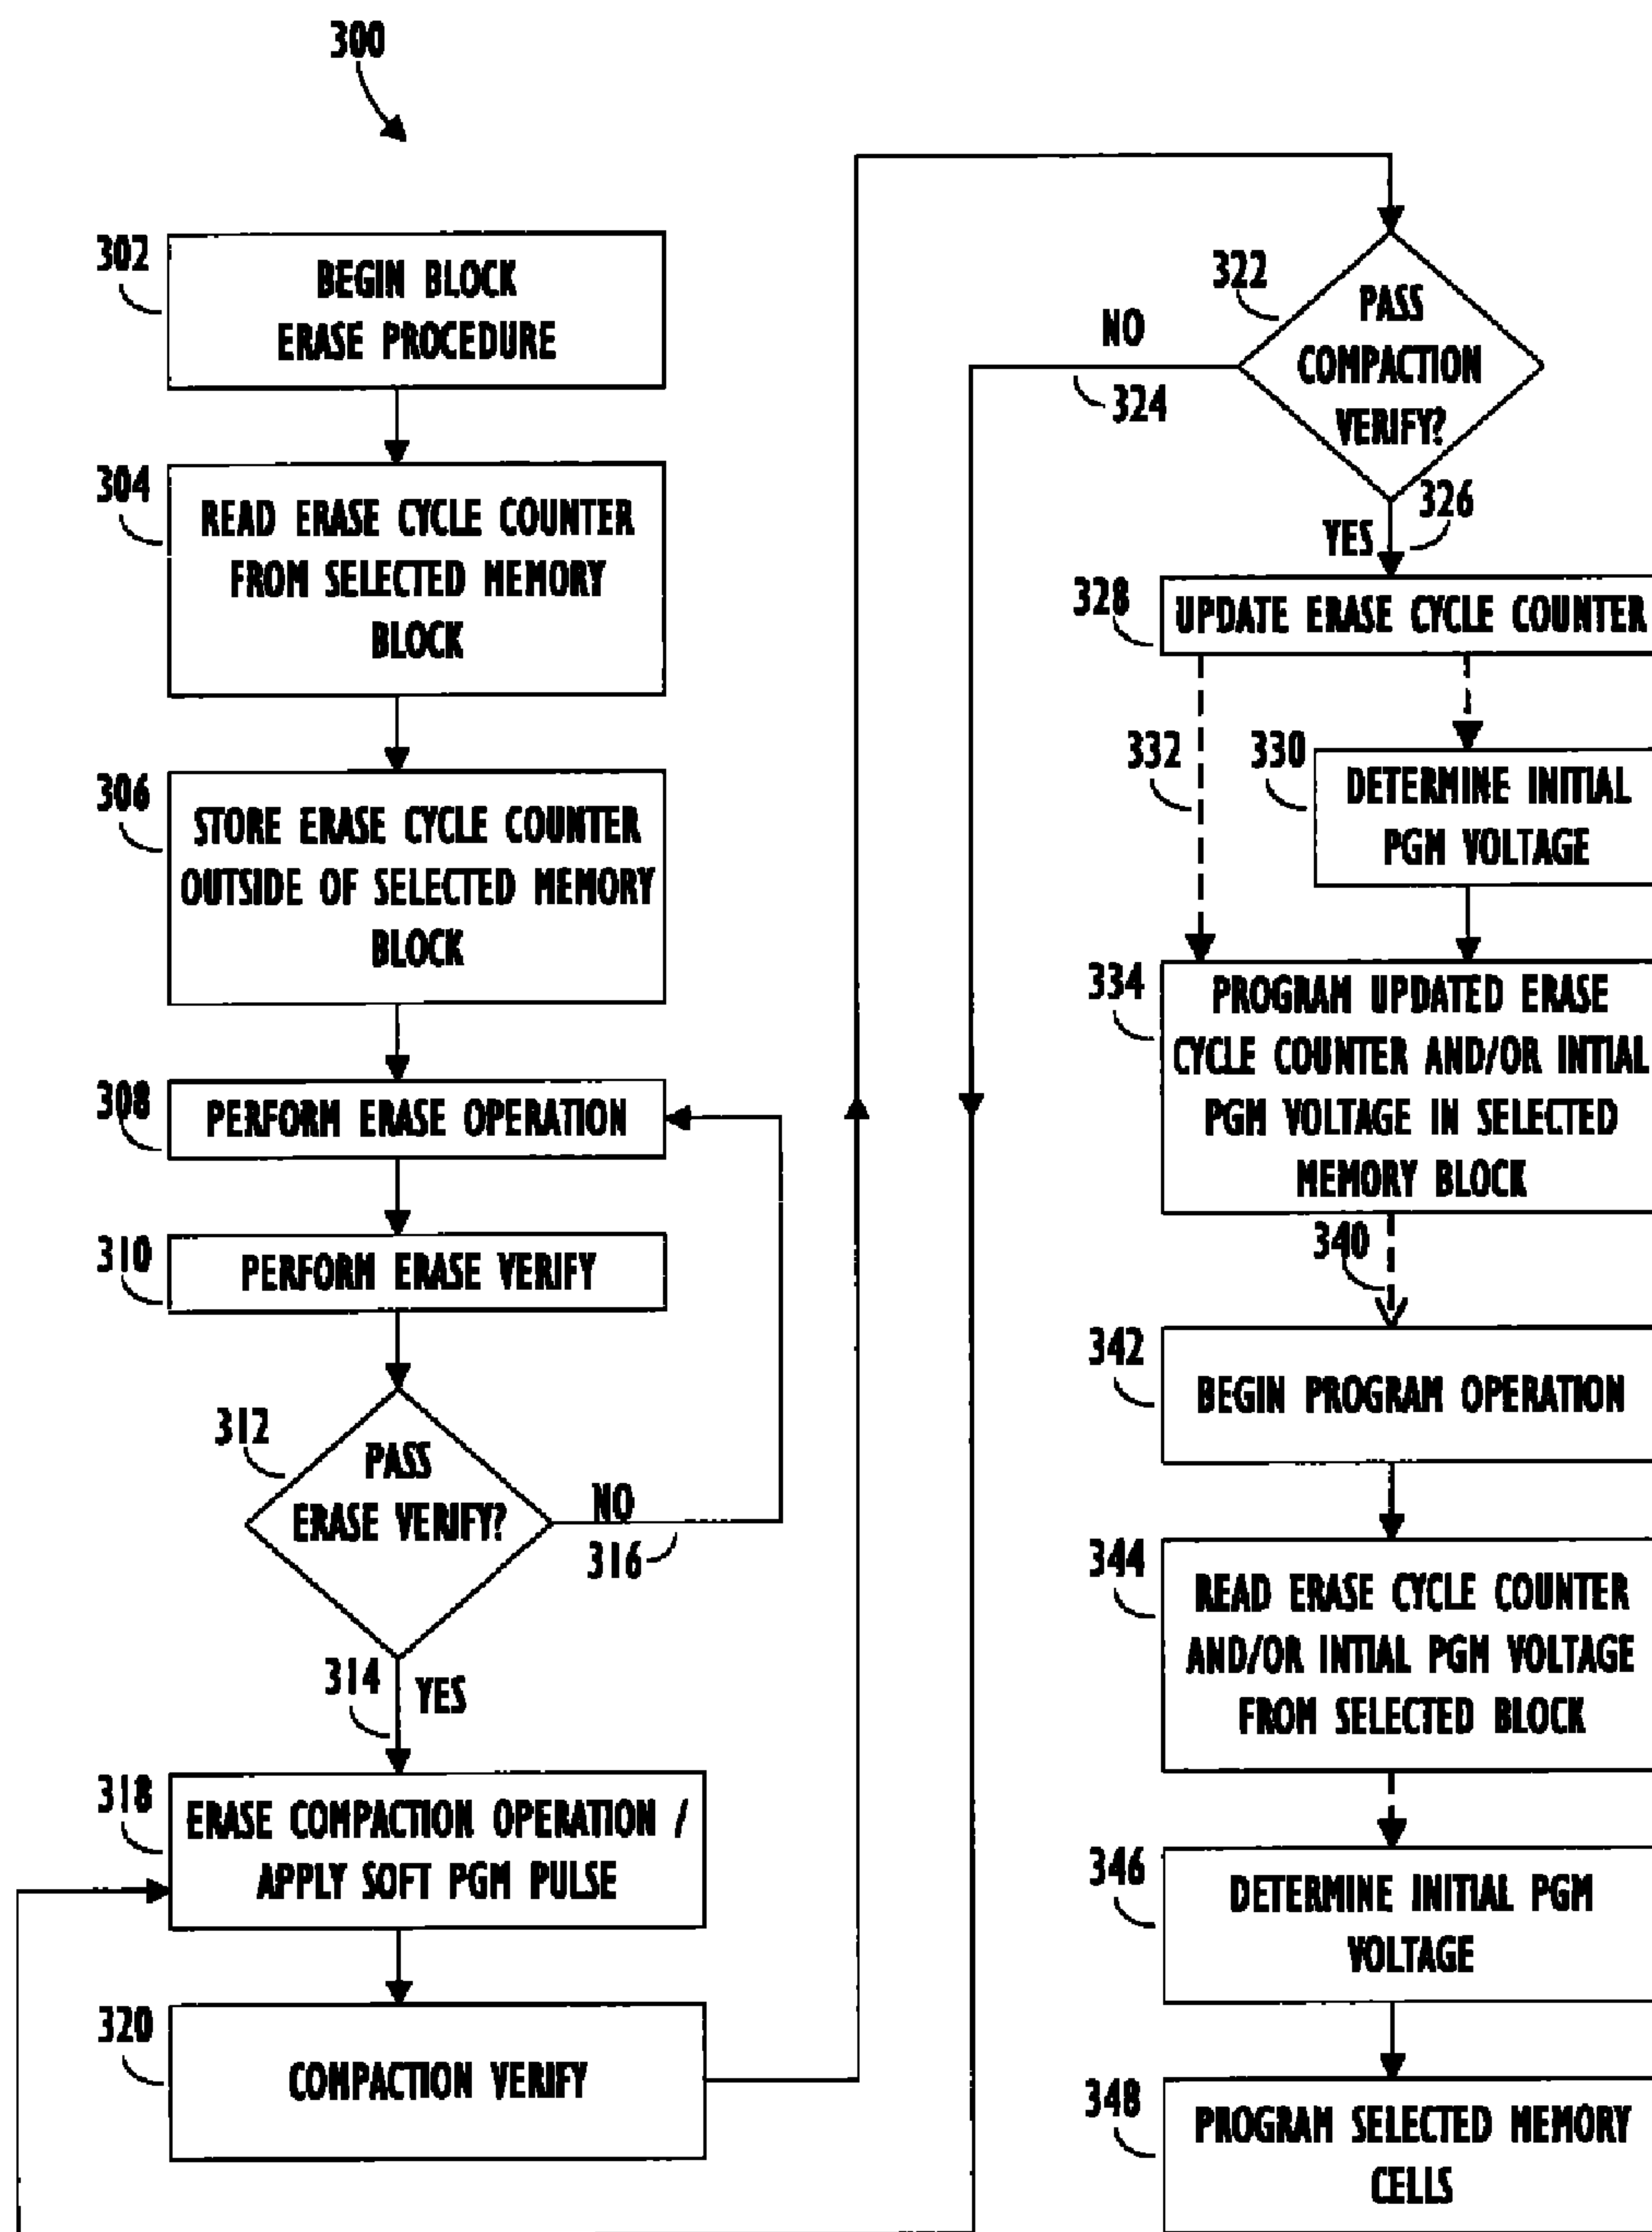 300
302
BEGIN BLOCK
ERASE PROCEDURE
304
READ ERASE CYCLE COUNTER
FROM SELECTED MEMORY
BLOCK
306
STORE ERASE CYCLE COUNTER
OUTSIDE OF SELECTED MEMORY
BLOCK
308
PERFORM ERASE OPERATION
310
PERFORM ERASE VERIFY
312
PASS
ERASE VERIFY?
NO
316
314
YES
318
ERASE COMPACTION OPERATION /
APPLY SOFT PGM PULSE
320
COMPACTION VERIFY
322
PASS
COMPACTION
VERIFY?
NO
324
326
YES
328
UPDATE ERASE CYCLE COUNTER
332
330
DETERMINE INITIAL
PGM VOLTAGE
334
PROGRAM UPDATED ERASE
CYCLE COUNTER AND/OR INTIAL
PGM VOLTAGE IN SELECTED
MEMORY BLOCK
340
342
BEGIN PROGRAM OPERATION
344
READ ERASE CYCLE COUNTER
AND/OR INTIAL PGM VOLTAGE
FROM SELECTED BLOCK
346
DETERMINE INITIAL PGM
VOLTAGE
348
PROGRAM SELECTED MEMORY
CELLS